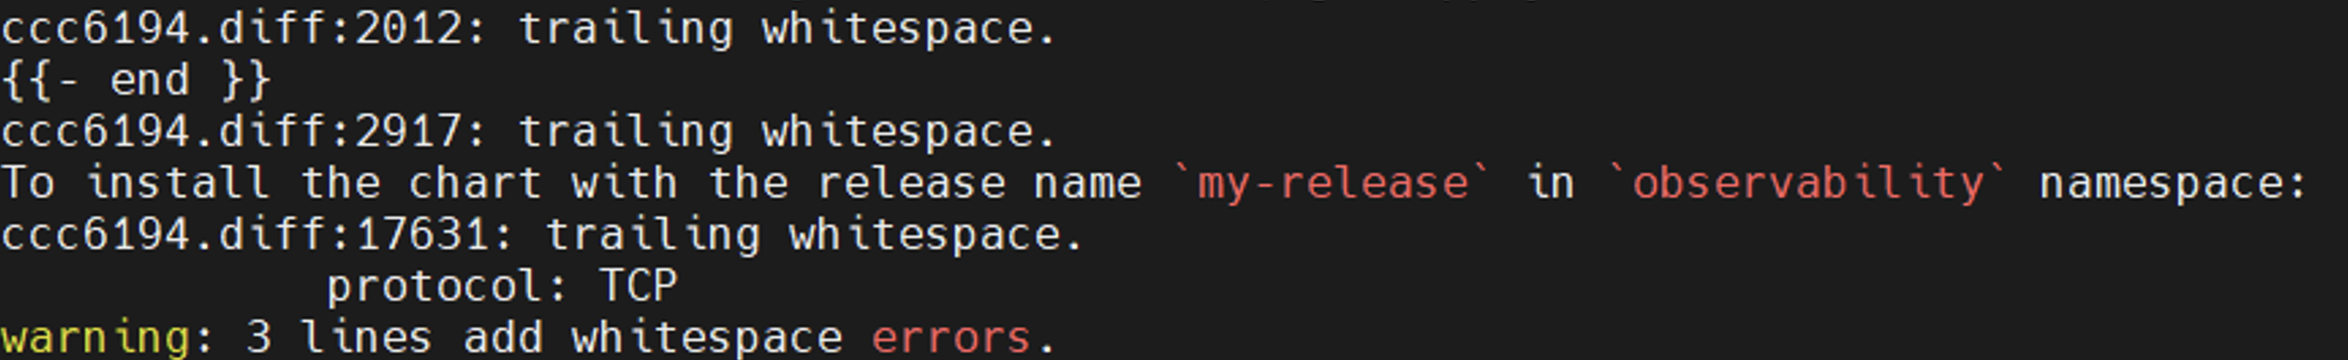 ccc6194.diff:2012: trailing whitespace.
{{- end }}
ccc6194.diff:2917: trailing whitespace.
To install the chart with the release name `my-release` in `observability` namespace:
ccc6194.diff:17631: trailing whitespace.
            protocol: TCP
warning: 3 lines add whitespace errors.